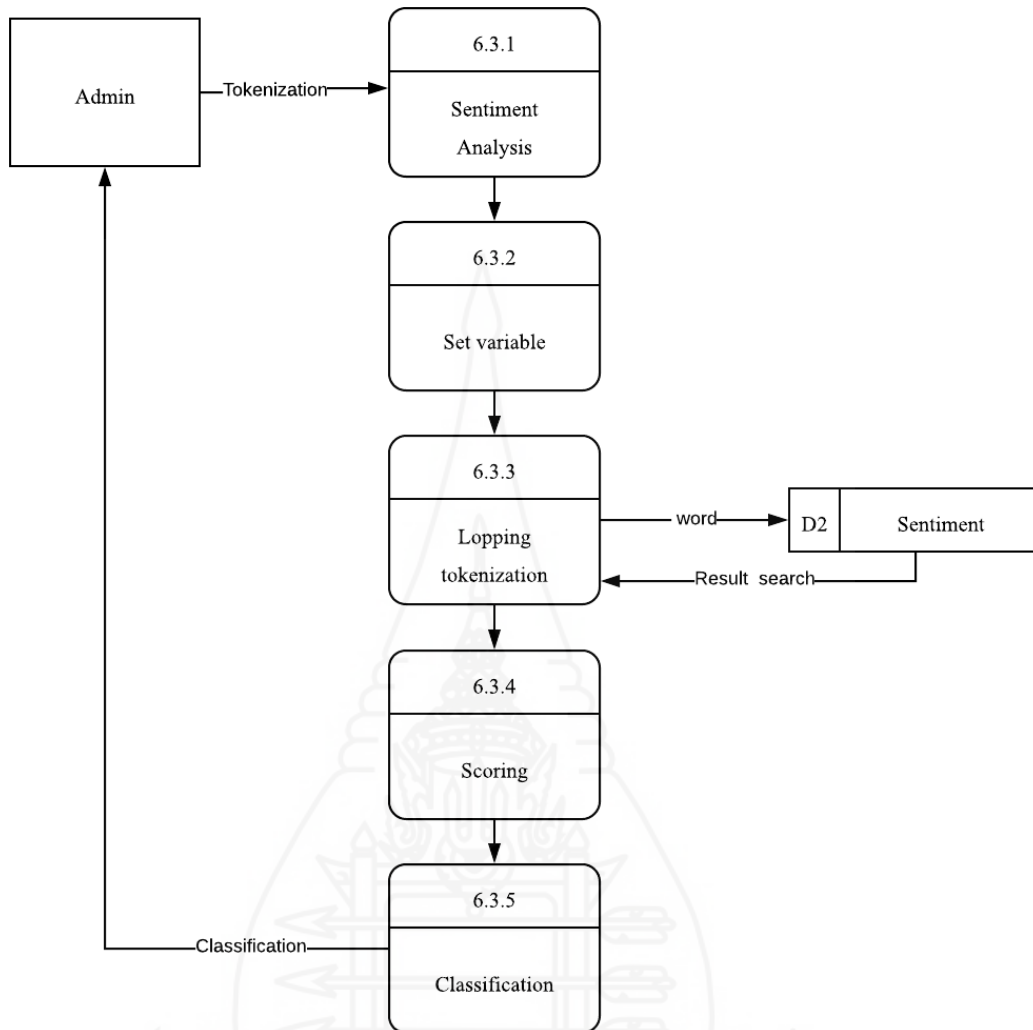 6.3.1
Admin
Tokenization
Sentiment
Analysis
6.3.2
Set variable
6.3.3
word
D2
Sentiment
Lopping
tokenization
Result search
6.3.4
Scoring
6.3.5
Classification
Classification